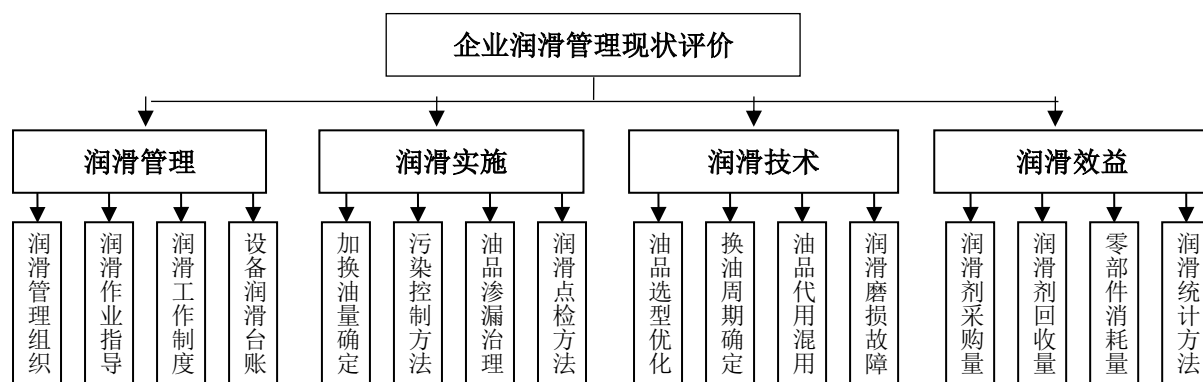 企业润滑管理现状评价
润滑管理
润滑实施
润滑技术
润滑效益
润滑管理组织
润滑作业指导
润滑工作制度
设备润滑台账
加换油量确定
污染控制方法
油品渗漏治理
润滑点检方法
油品选型优化
换油周期确定
油品代用混用
润滑磨损故障
润滑剂采购量
润滑剂回收量
零部件消耗量
润滑统计方法